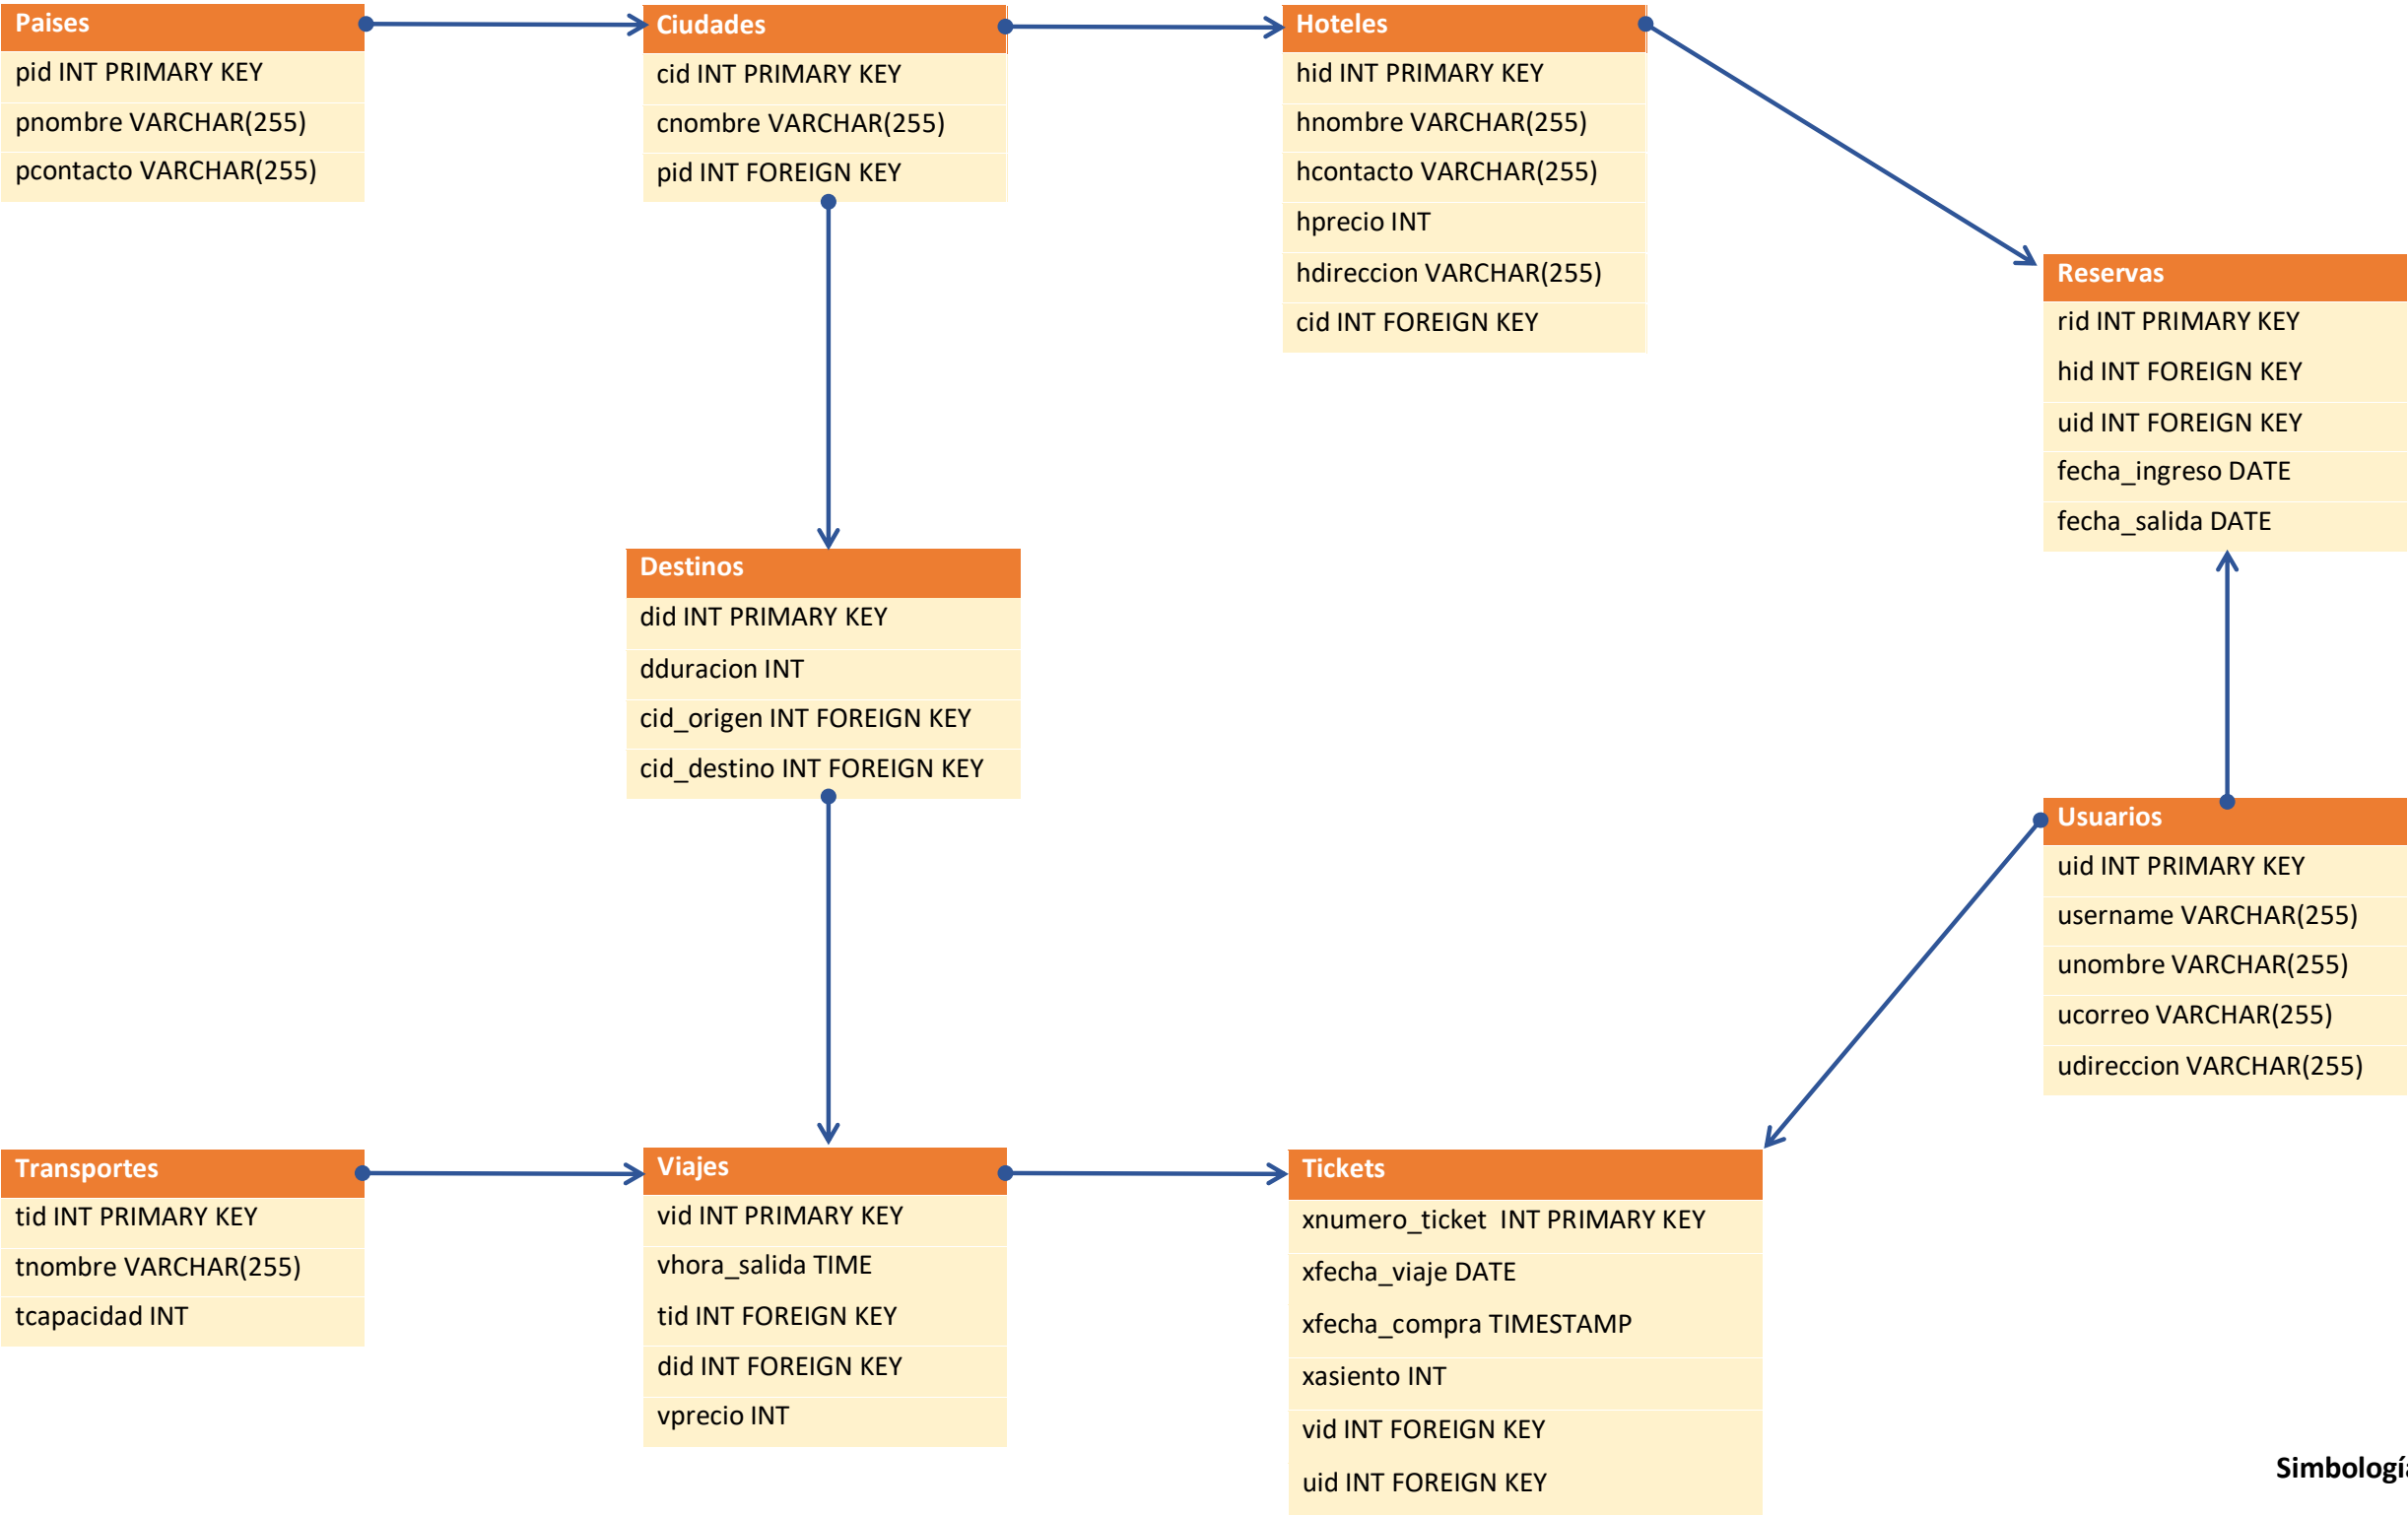 Paises
pid INT PRIMARY KEY
pnombre VARCHAR(255)
pcontacto VARCHAR(255)
Ciudades
cid INT PRIMARY KEY
cnombre VARCHAR(255)
pid INT FOREIGN KEY
Hoteles
hid INT PRIMARY KEY
hnombre VARCHAR(255)
hcontacto VARCHAR(255)
hprecio INT
hdireccion VARCHAR(255)
cid INT FOREIGN KEY
Reservas
rid INT PRIMARY KEY
hid INT FOREIGN KEY
uid INT FOREIGN KEY
fecha_ingreso DATE
fecha_salida DATE
Destinos
did INT PRIMARY KEY
dduracion INT
cid_origen INT FOREIGN KEY
cid_destino INT FOREIGN KEY
Usuarios
uid INT PRIMARY KEY
username VARCHAR(255)
unombre VARCHAR(255)
ucorreo VARCHAR(255)
udireccion VARCHAR(255)
Transportes
tid INT PRIMARY KEY
tnombre VARCHAR(255)
tcapacidad INT
Viajes
vid INT PRIMARY KEY
vhora_salida TIME
tid INT FOREIGN KEY
did INT FOREIGN KEY
vprecio INT
Tickets
xnumero_ticket INT PRIMARY KEY
xfecha_viaje DATE
xfecha_compra TIMESTAMP
xasiento INT
vid INT FOREIGN KEY
uid INT FOREIGN KEY
Simbología